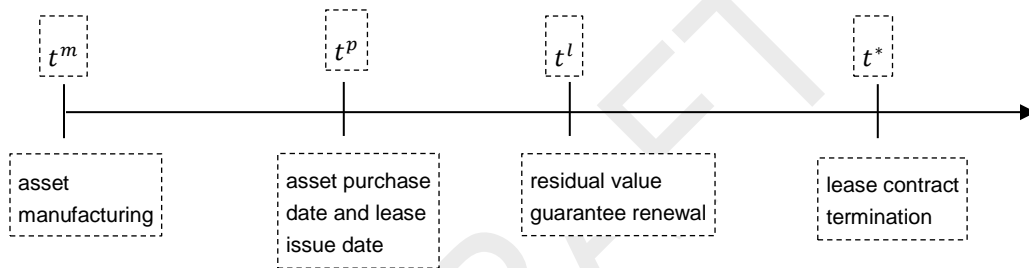 t^m
t^p
t^l
t^*
asset
manufacturing
asset purchase
date and lease
issue date
residual value
guarantee renewal
lease contract
termination